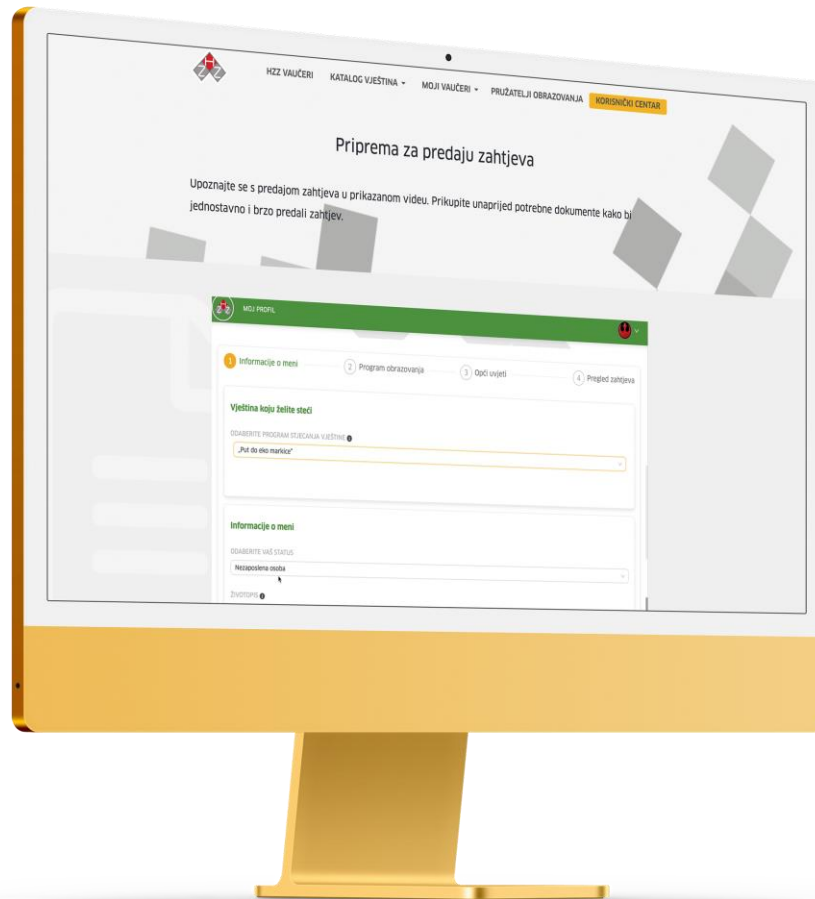 HZZ
HZZ VAUČERI KATALOG VJEŠTINA MOJI VAUČERI PRUŽATELJI OBRAZOVANJA KORISNIČKI CENTAR
Priprema za predaju zahtjeva
Upoznajte se s predajom zahtjeva u prikazanom videu. Prikupite unaprijed potrebne dokumente kako bi
jednostavno i brzo predali zahtjev.
MOJ PROFIL
1 Informacije o meni 2 Program obrazovanja 3 Opći uvjeti 4 Pregled zahtjeva
Vještina koju želite steći
ODABERITE PROGRAM STJECANJA VJEŠTINE
„Put do eko markice"
Informacije o meni
ODABERITE VAŠ STATUS
Nezaposlena osoba
ŽIVOTOPIS